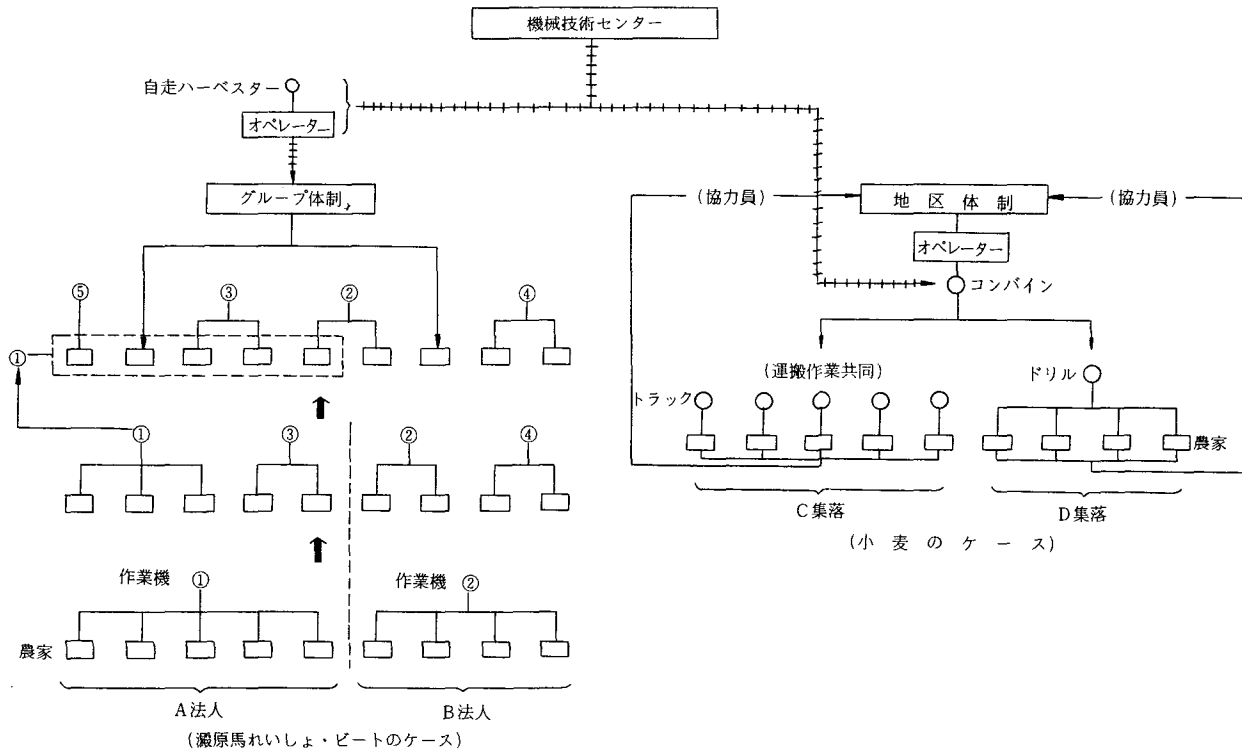 機械技術センター
自走ハーベスター
オペレーター
グループ体制
(協力員)
地区体制
(協力員)
オペレーター
コンバイン
⑤
③
②
④
①
(運搬作業共同)
ドリル
トラック
農家
①
③
②
④
C集落
D集落
(小麦のケース)
作業機 ①
作業機 ②
農家
A法人
B法人
(澱原馬れいしょ・ビートのケース)